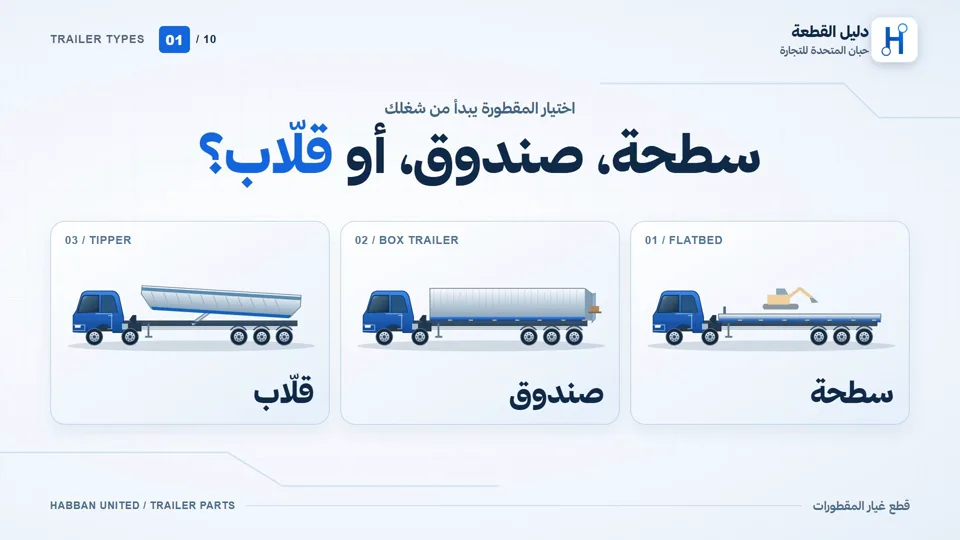 TRAILER TYPES 01 / 10
دليل القطعة
حبان المتحدة للتجارة
H
اختيار المقطورة يبدأ من شغلك
سطحة، صندوق، أو قلّاب؟
01 / FLATBED
سطحة
02 / BOX TRAILER
صندوق
03 / TIPPER
قلّاب
HABBAN UNITED / TRAILER PARTS
قطع غيار المقطورات